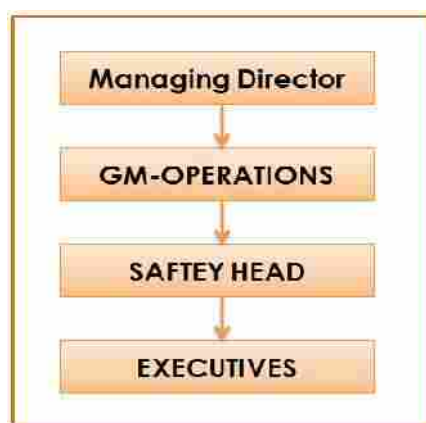 Managing Director
GM-OPERATIONS
SAFTEY HEAD
EXECUTIVES